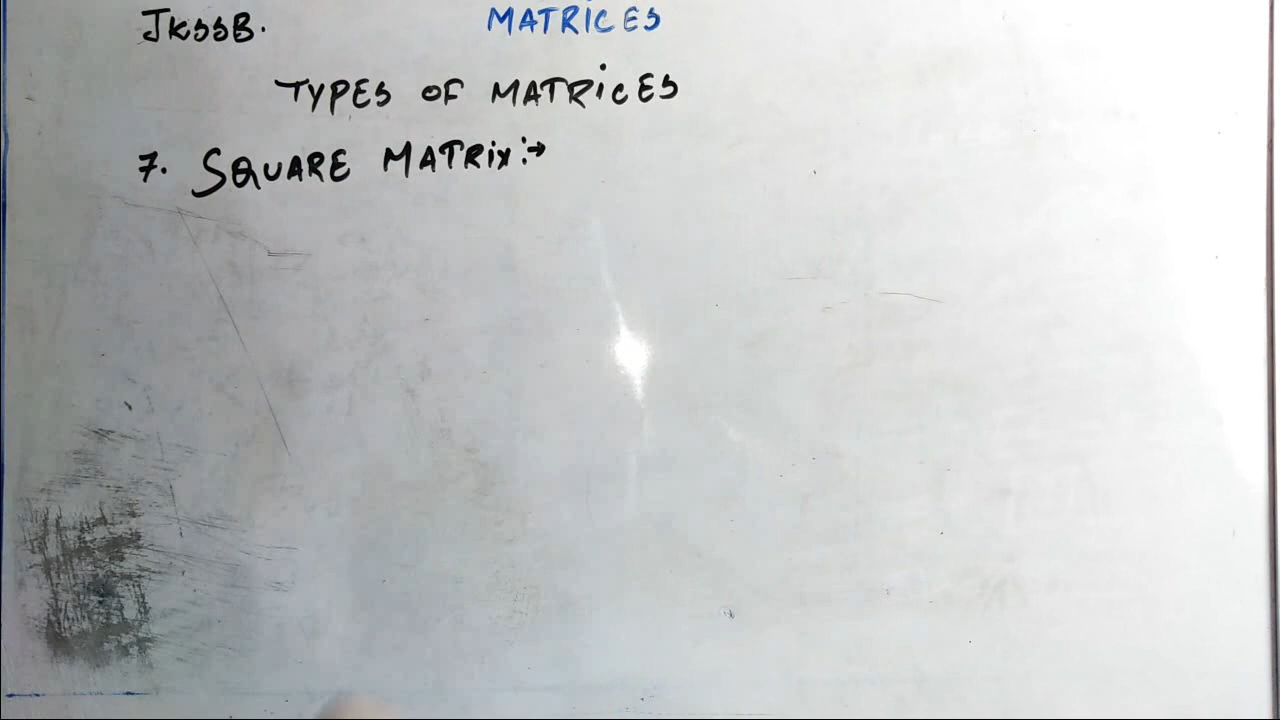 JKSSB. MATRICES
TYPES OF MATRICES
7. SQUARE MATRIX:→